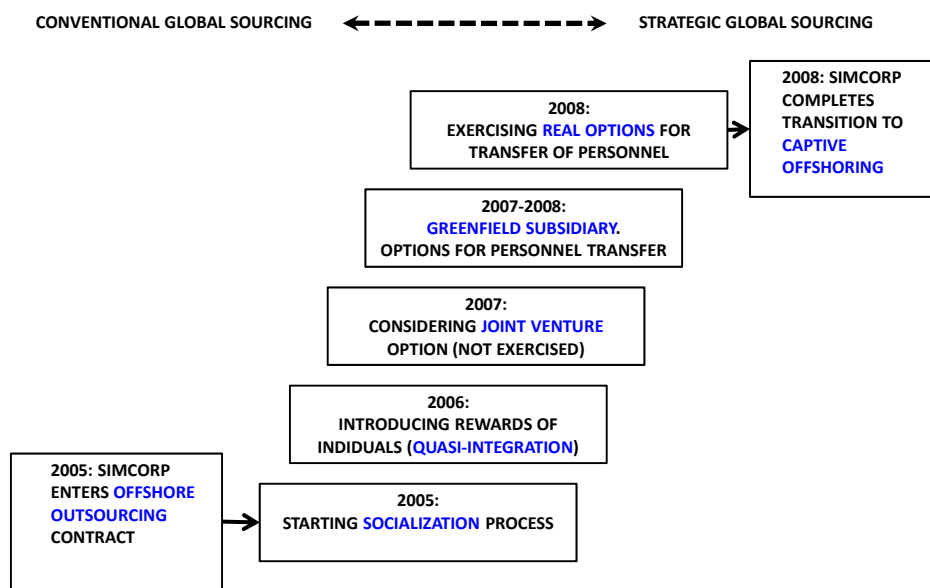 CONVENTIONAL GLOBAL SOURCING
STRATEGIC GLOBAL SOURCING
2008: SIMCORP
COMPLETES
TRANSITION TO
CAPTIVE
OFFSHORING
2008:
EXERCISING REAL OPTIONS FOR
TRANSFER OF PERSONNEL
2007-2008:
GREENFIELD SUBSIDIARY.
OPTIONS FOR PERSONNEL TRANSFER
2007:
CONSIDERING JOINT VENTURE
OPTION (NOT EXERCISED)
2006:
INTRODUCING REWARDS OF
INDIDUALS (QUASI-INTEGRATION)
2005: SIMCORP
ENTERS OFFSHORE
OUTSOURCING
CONTRACT
2005:
STARTING SOCIALIZATION PROCESS